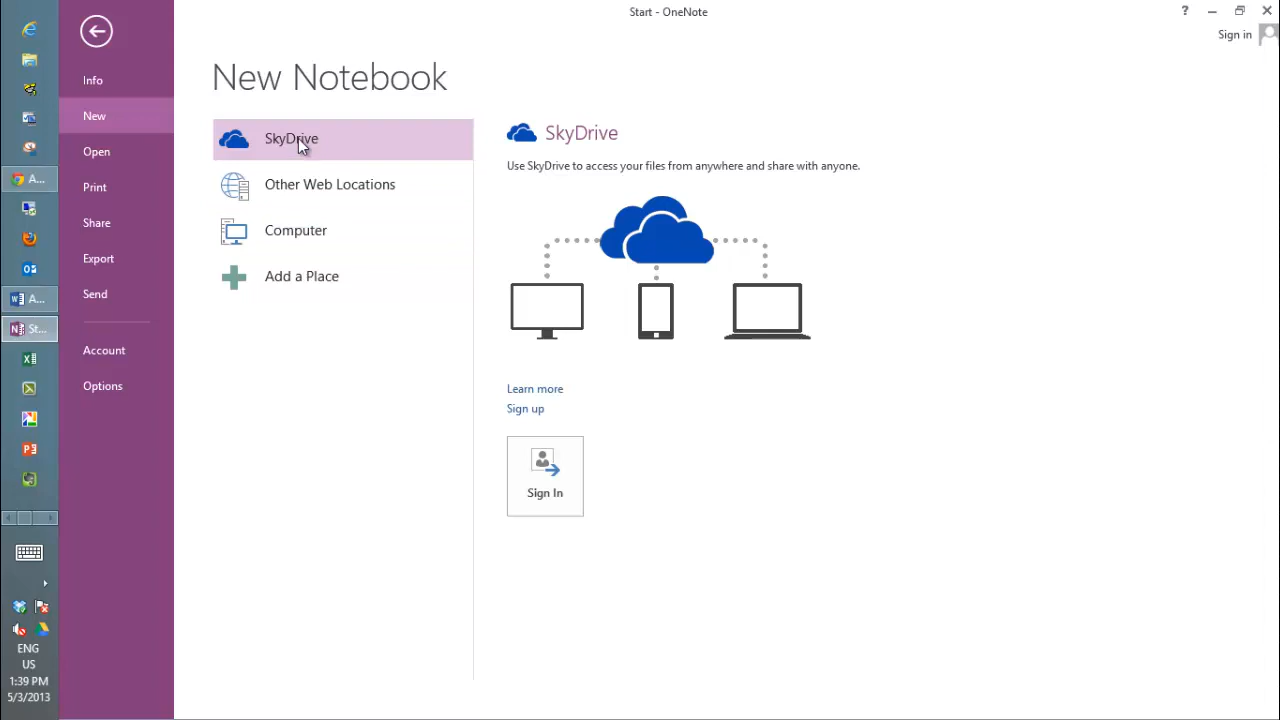 Start - OneNote
?
Sign in
Info
New
Open
Print
Share
Export
Send
Account
Options
New Notebook
SkyDrive
Other Web Locations
Computer
Add a Place
SkyDrive
Use SkyDrive to access your files from anywhere and share with anyone.
Learn more
Sign up
Sign In
A...
A...
St...
ENG
US
1:39 PM
5/3/2013